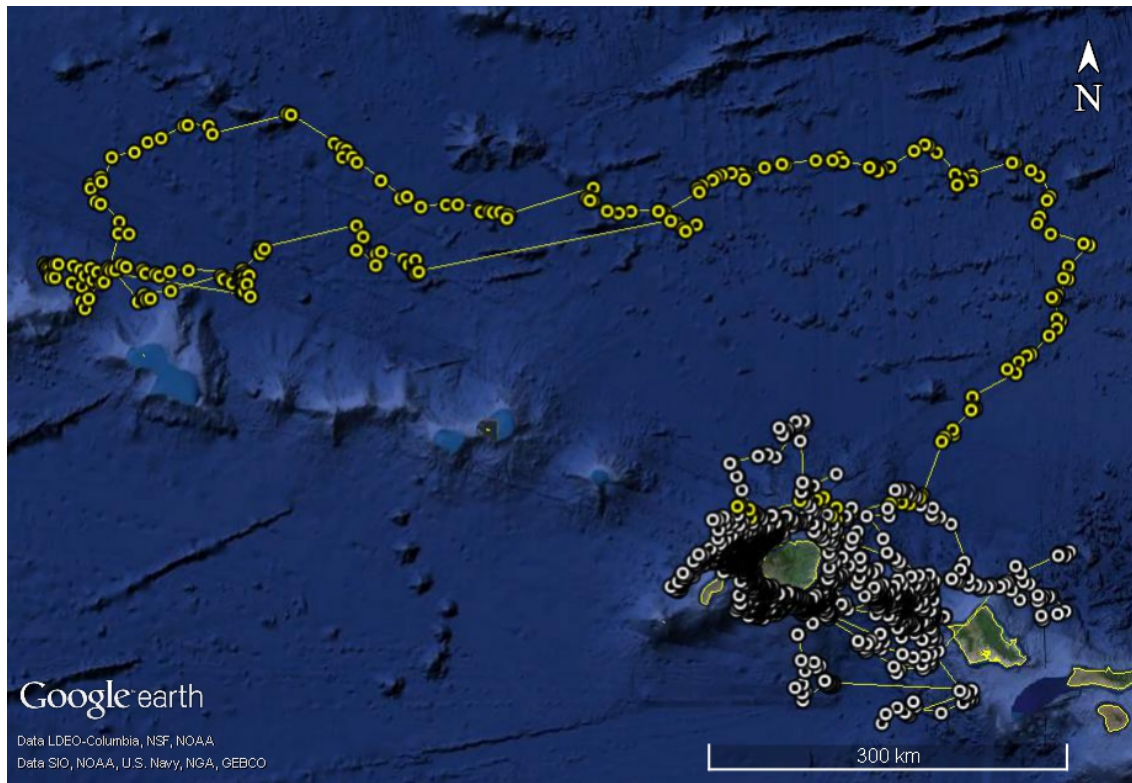 N
Google earth
Data LDEO-Columbia, NSF, NOAA
Data SIO, NOAA, U.S. Navy, NGA, GEBCO
300 km